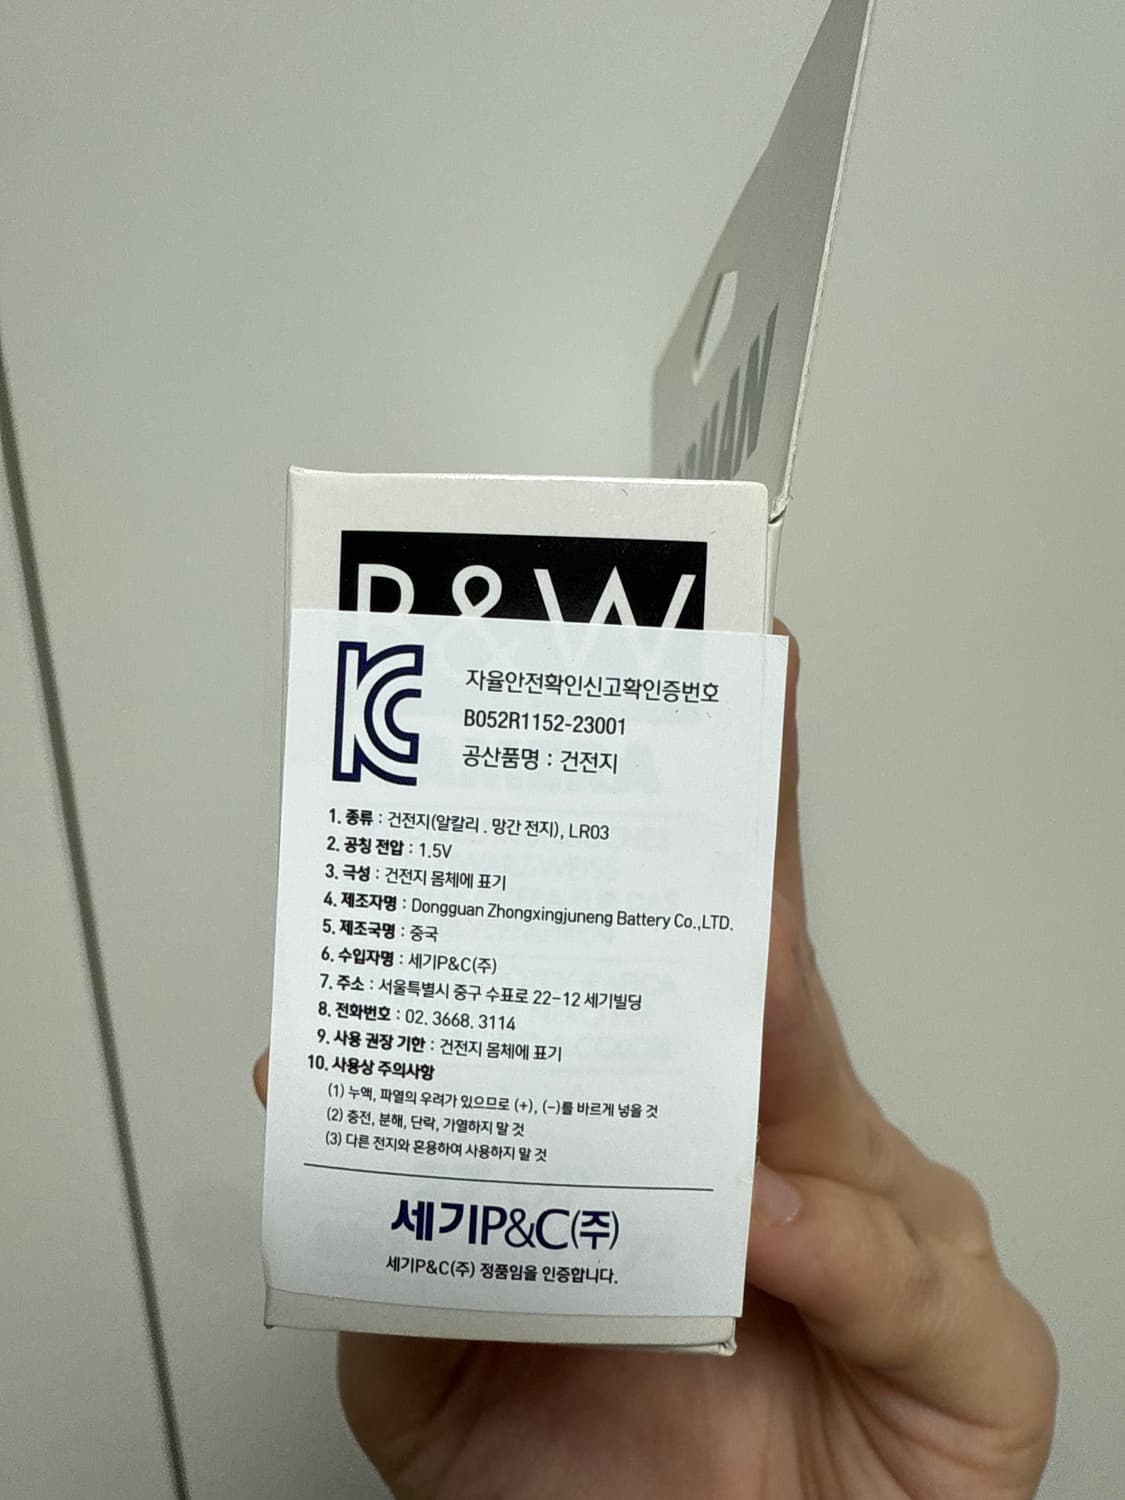 B&W
자율안전확인신고확인증번호
B052R1152-23001
공산품명 : 건전지
1. 종류 : 건전지(알칼리 . 망간 전지), LR03
2. 공칭 전압 : 1.5V
3. 극성 : 건전지 몸체에 표기
4. 제조자명 : Dongguan Zhongxingjuneng Battery Co.,LTD.
5. 제조국명 : 중국
6. 수입자명 : 세기P&C(주)
7. 주소 : 서울특별시 중구 수표로 22-12 세기빌딩
8. 전화번호 : 02. 3668. 3114
9. 사용 권장 기한 : 건전지 몸체에 표기
10. 사용상 주의사항
(1) 누액, 파열의 우려가 있으므로 (+), (-)를 바르게 넣을 것
(2) 충전, 분해, 단락, 가열하지 말 것
(3) 다른 전지와 혼용하여 사용하지 말 것
세기P&C(주)
세기P&C(주) 정품임을 인증합니다.